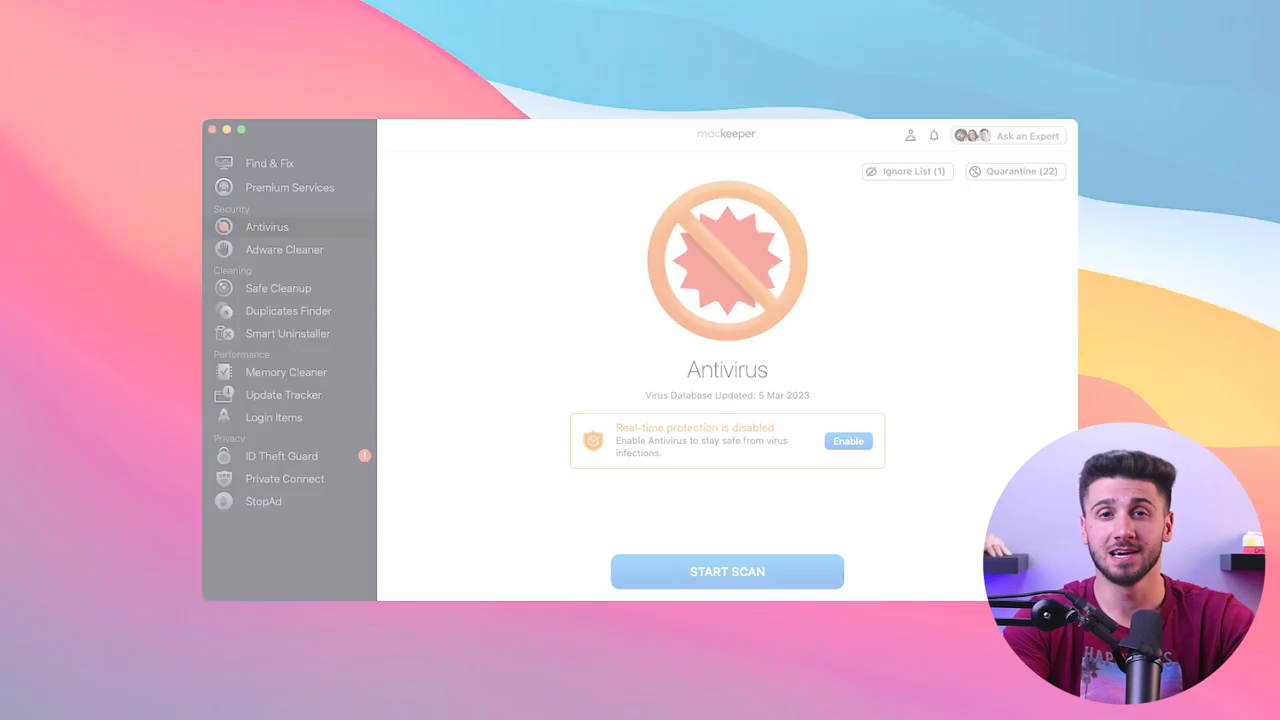 mackeeper
Ask an Expert
Find & Fix
Premium Services
Security
Antivirus
Adware Cleaner
Cleaning
Safe Cleanup
Duplicates Finder
Smart Uninstaller
Performance
Memory Cleaner
Update Tracker
Login Items
Privacy
ID Theft Guard
Private Connect
StopAd
Ignore List (1)
Quarantine (22)
Antivirus
Virus Database Updated: 5 Mar 2023
Real-time protection is disabled
Enable Antivirus to stay safe from virus
infections.
Enable
START SCAN